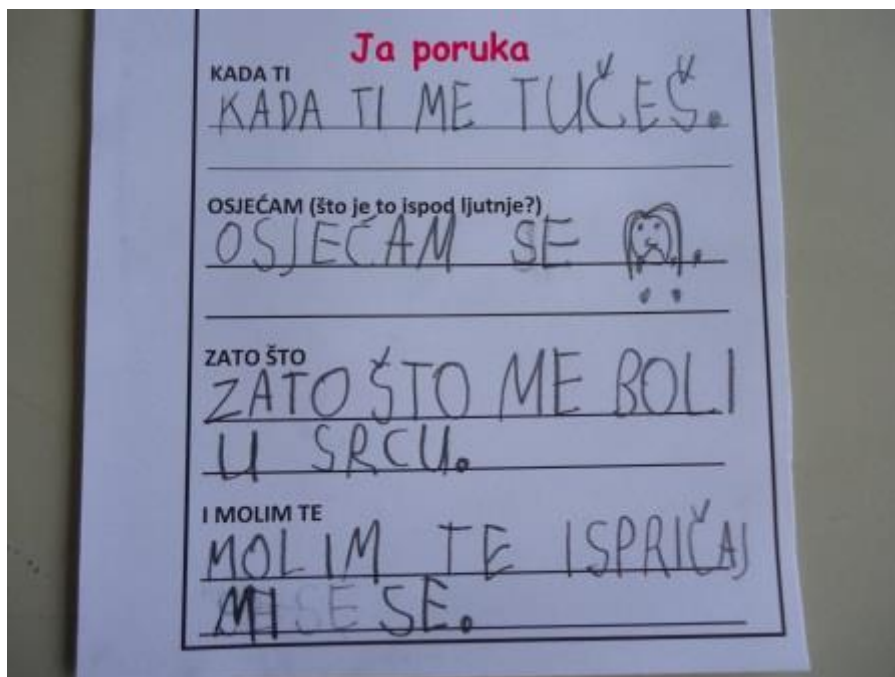 Ja poruka
KADA TI
KADA TI ME TUČEŠ.
OSJEĆAM (što je to ispod ljutnje?)
OSJEĆAM SE .
ZATO ŠTO
ZATO ŠTO ME BOLI
U SRCU.
I MOLIM TE
MOLIM TE ISPRIČAJ
MI SE.